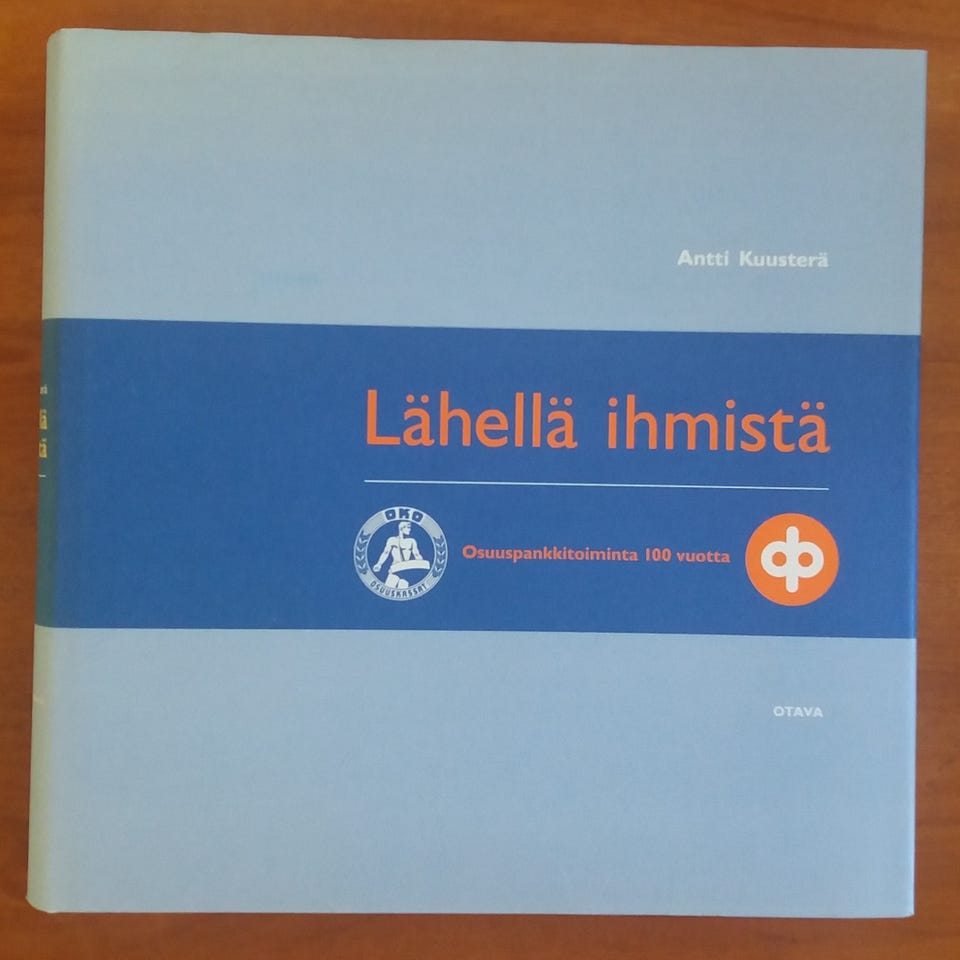 Antti Kuusterä
Lähellä ihmistä
OKO
OSUUSKASSAT
Osuuspankkitoiminta 100 vuotta
OTAVA